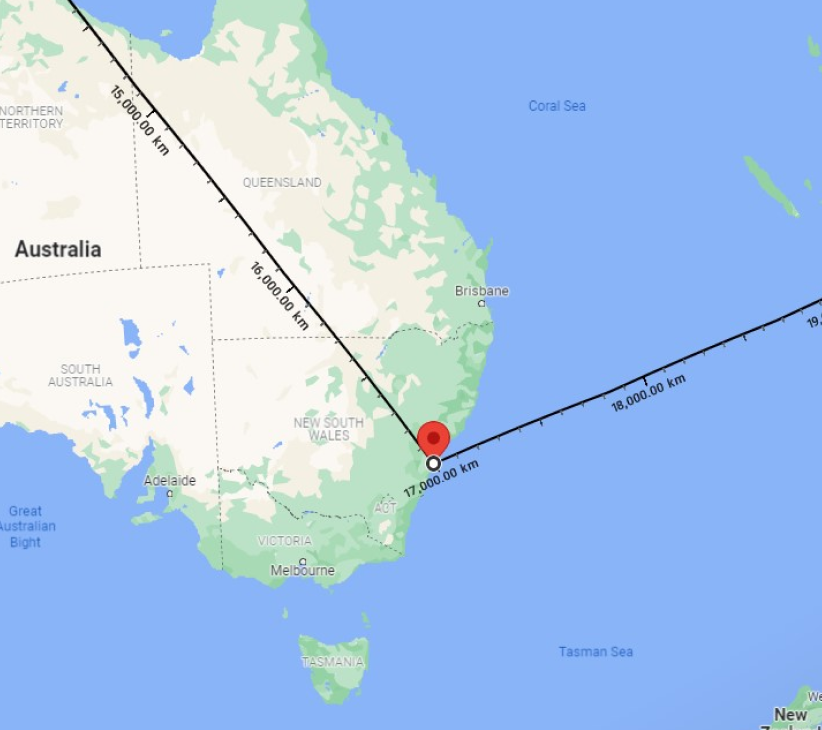 15,000.00 km
NORTHERN
TERRITORY
Coral Sea
QUEENSLAND
Australia
16,000.00 km
Brisbane
19,
SOUTH
AUSTRALIA
18,000.00 km
NEW SOUTH
WALES
17,000.00 km
Adelaide
ACT
Great
Australian
Bight
VICTORIA
Melbourne
TASMANIA
Tasman Sea
We
New